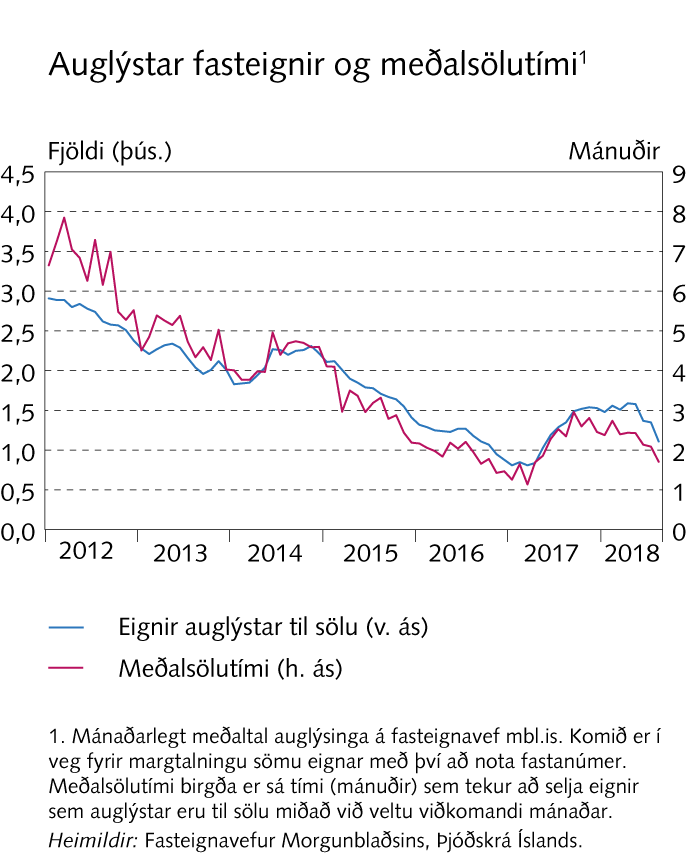 Auglýstar fasteignir og meðalsölutími¹
Fjöldi (þús.) Mánuðir
4,5 9
4,0 8
3,5 7
3,0 6
2,5 5
2,0 4
1,5 3
1,0 2
0,5 1
0,0 0
2012 2013 2014 2015 2016 2017 2018
Eignir auglýstar til sölu (v. ás)
Meðalsölutími (h. ás)
1. Mánaðarlegt meðaltal auglýsinga á fasteignavef mbl.is. Komið er í
veg fyrir margtalningu sömu eignar með því að nota fastanúmer.
Meðalsölutími birgða er sá tími (mánuðir) sem tekur að selja eignir
sem auglýstar eru til sölu miðað við veltu viðkomandi mánaðar.
Heimildir: Fasteignavefur Morgunblaðsins, Þjóðskrá Íslands.